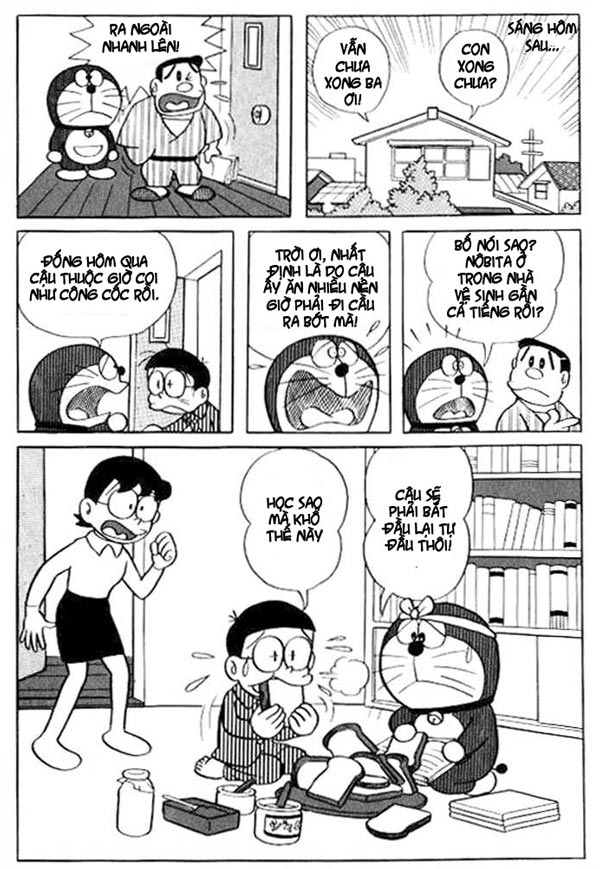 SÁNG HÔM
SAU...
CON
XONG
CHƯA?
VẪN
CHƯA
XONG BA
ƠI!
RA NGOÀI
NHANH LÊN!
BỐ NÓI SAO?
NÔBITA Ở
TRONG NHÀ
VỆ SINH GẦN
CẢ TIẾNG RỒI?
TRỜI ƠI, NHẤT
ĐỊNH LÀ DO CẬU
ẤY ĂN NHIỀU NÊN
GIỜ PHẢI ĐI CẦU
RA BỚT MÀ!
ĐỐNG HÔM QUA
CẬU THUỘC GIỜ COI
NHƯ CÔNG CỐC RỒI.
CẬU SẼ
PHẢI BẮT
ĐẦU LẠI TỪ
ĐẦU THÔI!
HỌC SAO
MÀ KHỔ
THẾ NÀY